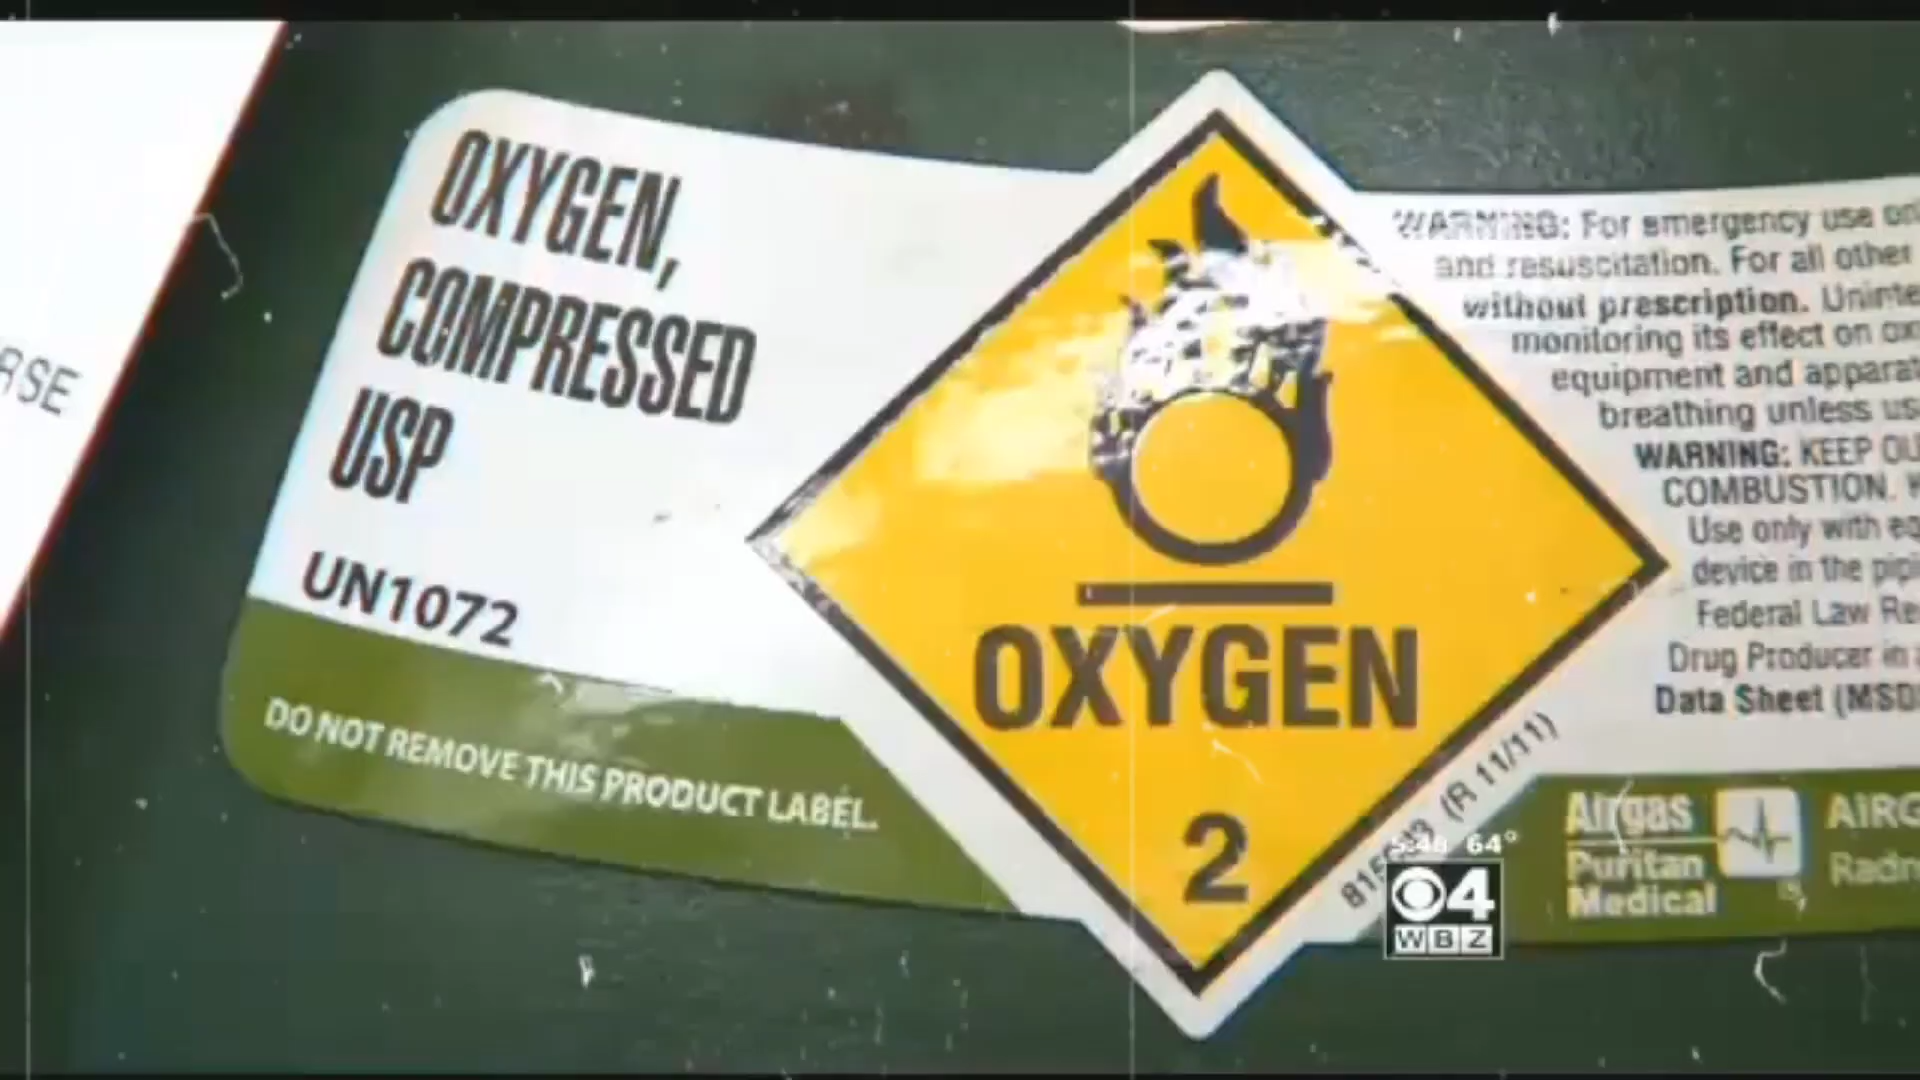 RSE
OXYGEN,
COMPRESSED
USP
UN1072
DO NOT REMOVE THIS PRODUCT LABEL.
OXYGEN
2
WARNING: For emergency use
and resuscitation. For all other
without prescription.
monitoring its effect on
equipment and
breathing unless
WARNING: KEEP
COMBUSTION.
Use only with
device in the
Federal Law
Drug Producer in
Data Sheet
(R 11/11)
Airgas
Puritan
Medical
5:48 64°
4
WBZ